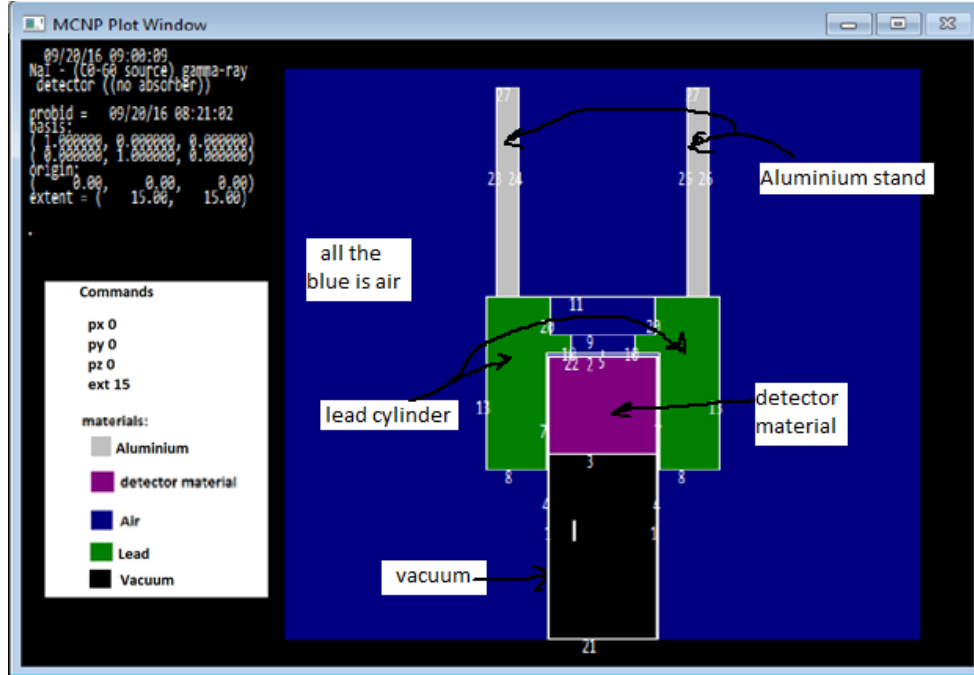 MCNP Plot Window
09/20/16 09:00:09
NaI - (C0-60 source) gamma-ray
detector ((no absorber))
probid = 09/20/16 08:21:02
basis:
( 1.000000, 0.000000, 0.000000)
( 0.000000, 1.000000, 0.000000)
origin:
( 0.00, 0.00, 0.00)
extent = ( 15.00, 15.00)
27 27
23 24 25 26
Aluminium stand
all the
blue is air
11
20 20
9
18 18
22 2 5
lead cylinder
detector
material
13 13
7
3
8 8
4 4
1 1
vacuum
21
Commands
px 0
py 0
pz 0
ext 15
materials:
Aluminium
detector material
Air
Lead
Vacuum